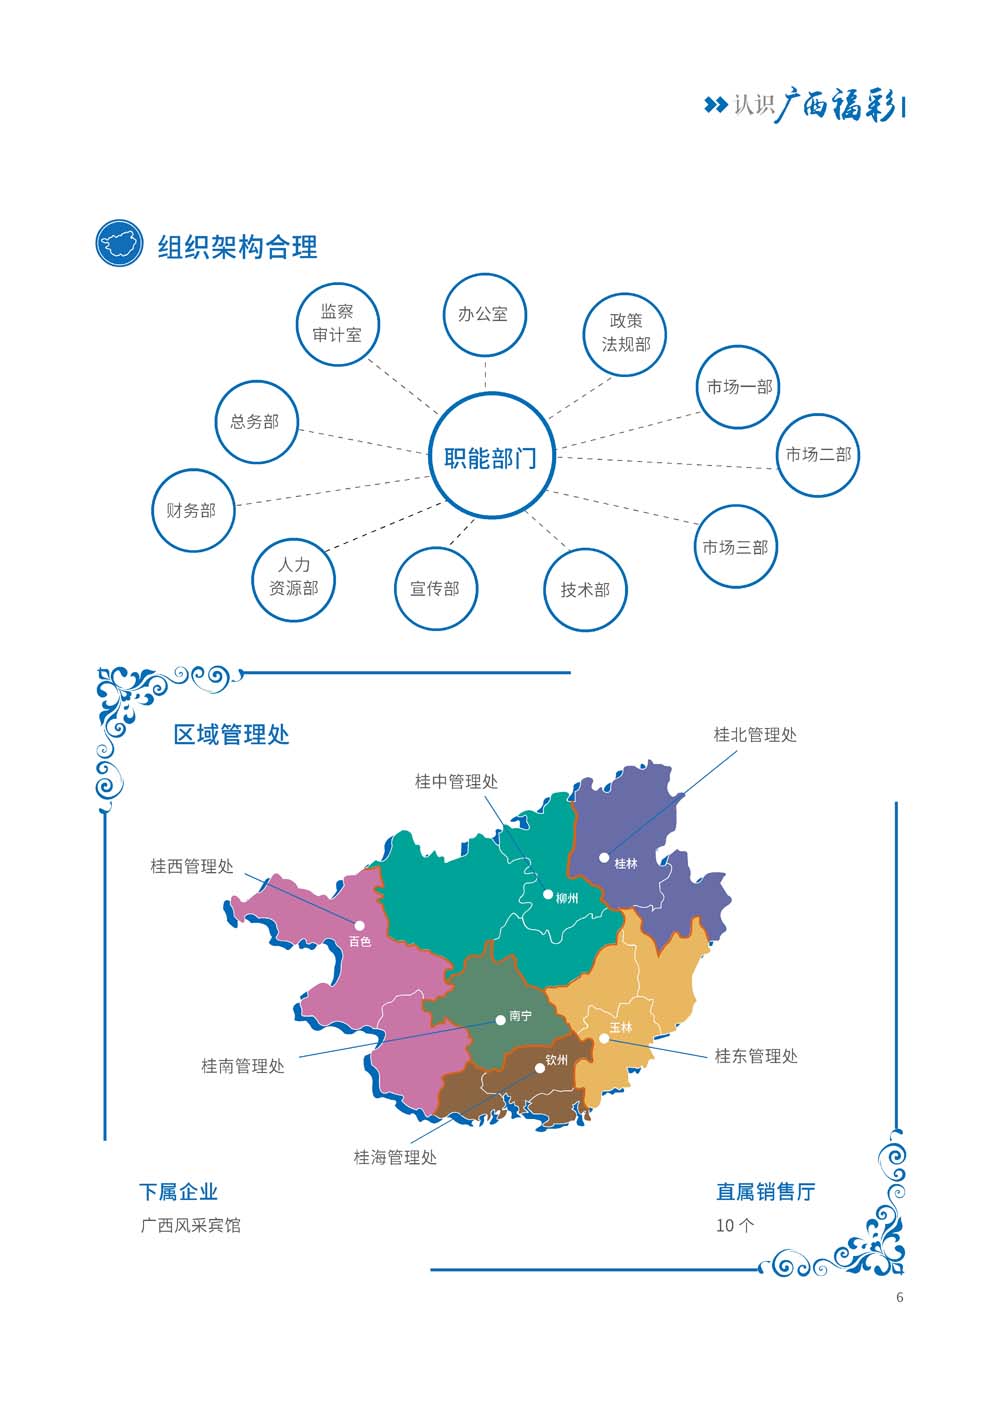 认识广西福彩
组织架构合理
监察
审计室
办公室
政策
法规部
市场一部
总务部
职能部门
市场二部
财务部
市场三部
人力
资源部
宣传部
技术部
区域管理处
桂北管理处
桂中管理处
桂西管理处
桂林
柳州
百色
南宁
玉林
钦州
桂南管理处
桂东管理处
桂海管理处
下属企业
广西风采宾馆
直属销售厅
10 个
6